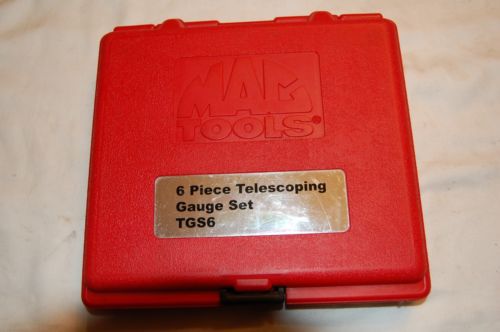 MAC
TOOLS®
6 Piece Telescoping
Gauge Set
TGS6